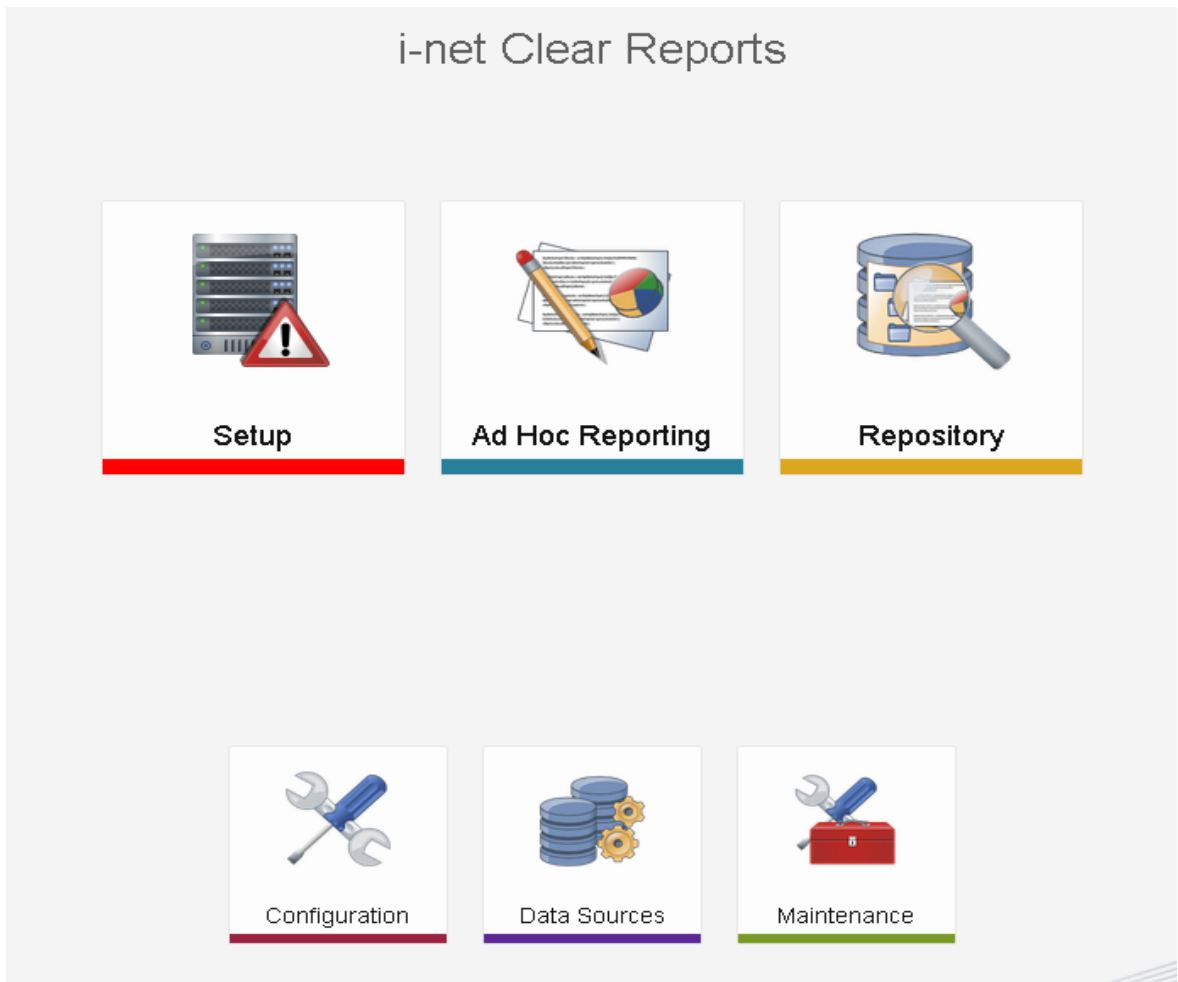 i-net Clear Reports
Setup
Ad Hoc Reporting
Repository
Configuration
Data Sources
Maintenance